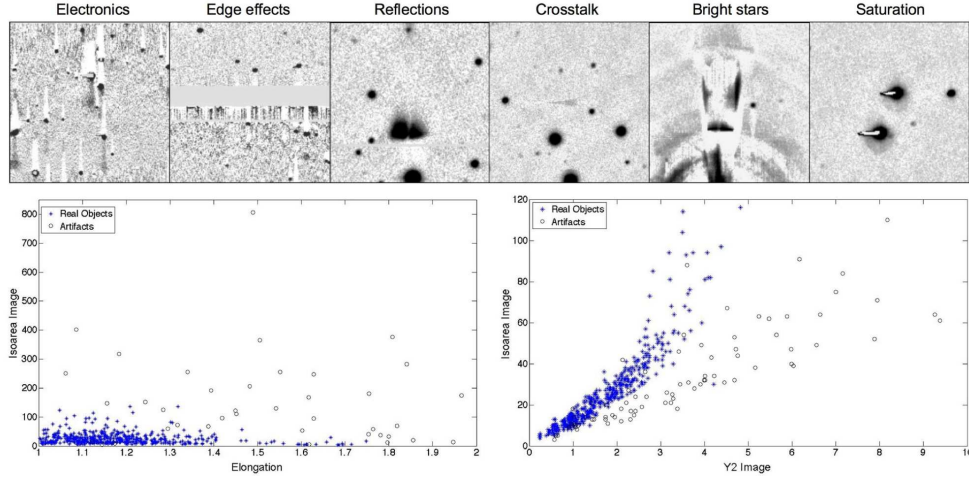 Electronics Edge effects Reflections Crosstalk Bright stars Saturation
800
700
600
500
400
300
200
100
0
Isoarea Image
Real Objects
Artifacts
1 1.1 1.2 1.3 1.4 1.5 1.6 1.7 1.8 1.9 2
Elongation
120
100
80
60
40
20
0
Isoarea Image
Real Objects
Artifacts
0 1 2 3 4 5 6 7 8 9 10
Y2 Image